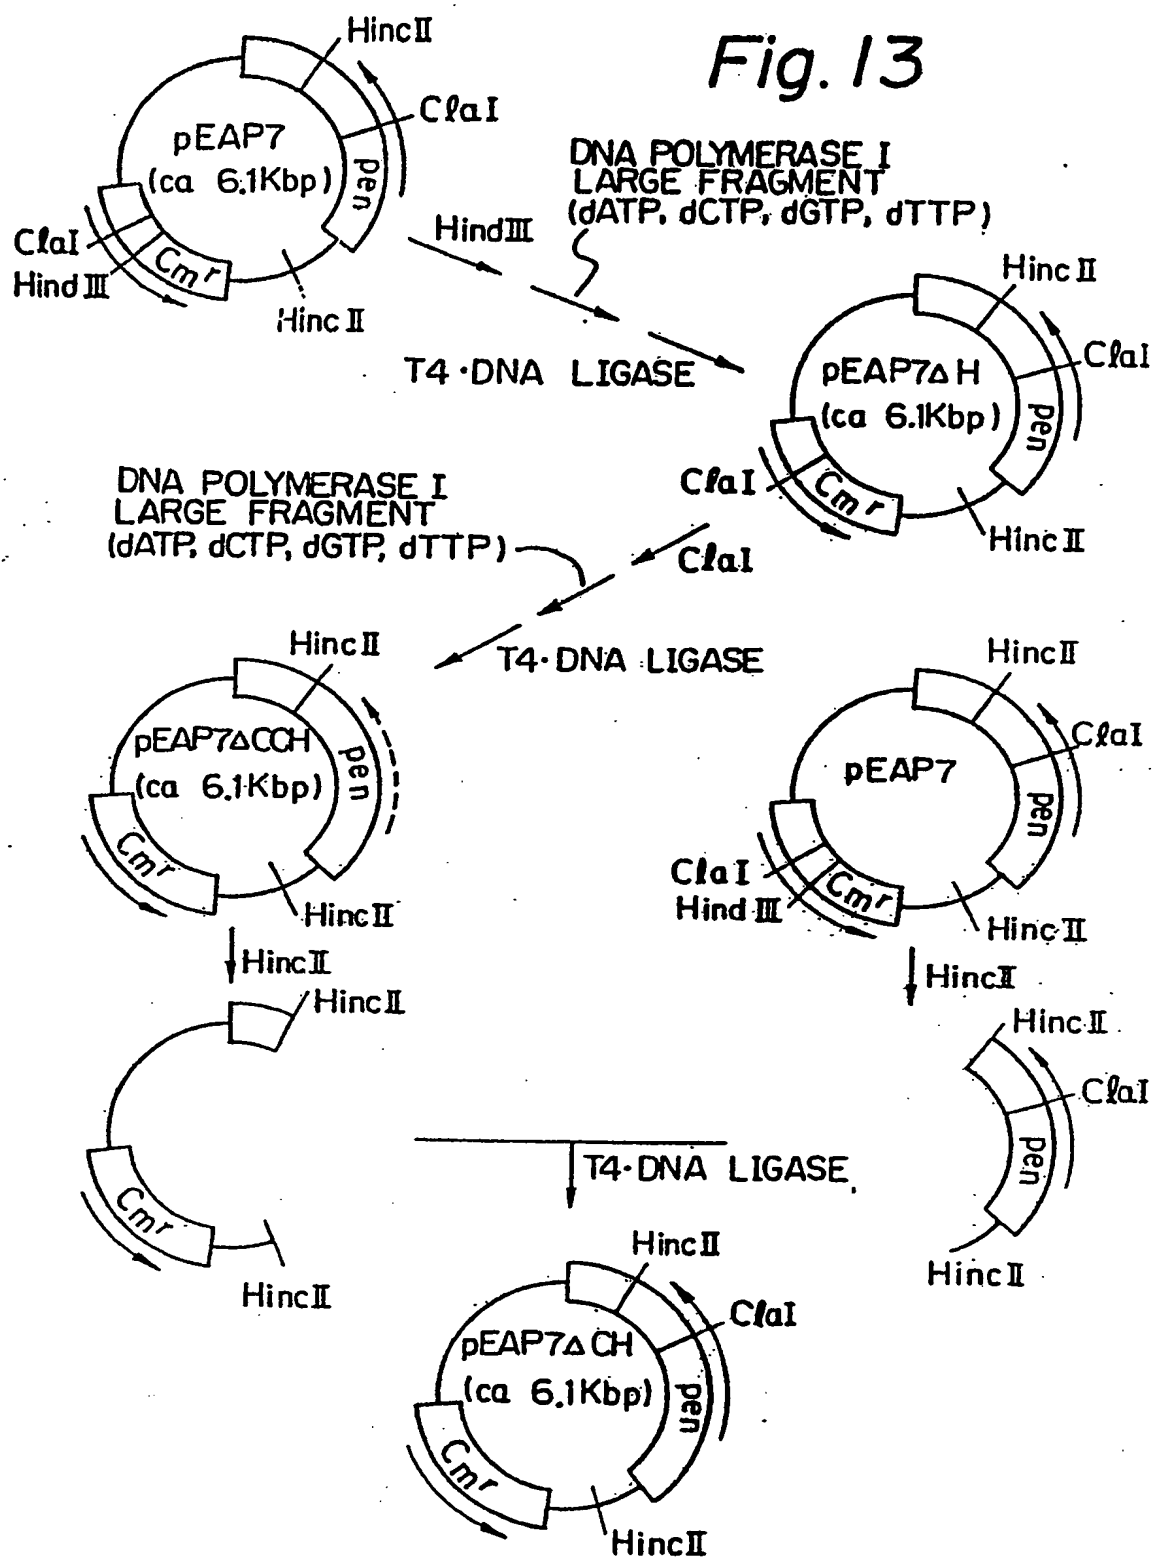 Fig. 13
HincII
ClaI
pEAP7
(ca 6.1Kbp)
pen
ClaI
HindIII
Cmr
HincII
HindIII
DNA POLYMERASE I
LARGE FRAGMENT
(dATP, dCTP, dGTP, dTTP)
T4·DNA LIGASE
HincII
ClaI
pEAP7ΔH
(ca 6.1Kbp)
pen
ClaI
Cmr
HincII
DNA POLYMERASE I
LARGE FRAGMENT
(dATP, dCTP, dGTP, dTTP)
ClaI
T4·DNA LIGASE
HincII
pEAP7ΔCCH
(ca 6.1Kbp)
pen
Cmr
HincII
HincII
HincII
Cmr
HincII
HincII
ClaI
pEAP7
pen
ClaI
HindIII
Cmr
HincII
HincII
HincII
ClaI
pen
HincII
T4·DNA LIGASE
HincII
ClaI
pEAP7ΔCH
(ca 6.1Kbp)
pen
Cmr
HincII